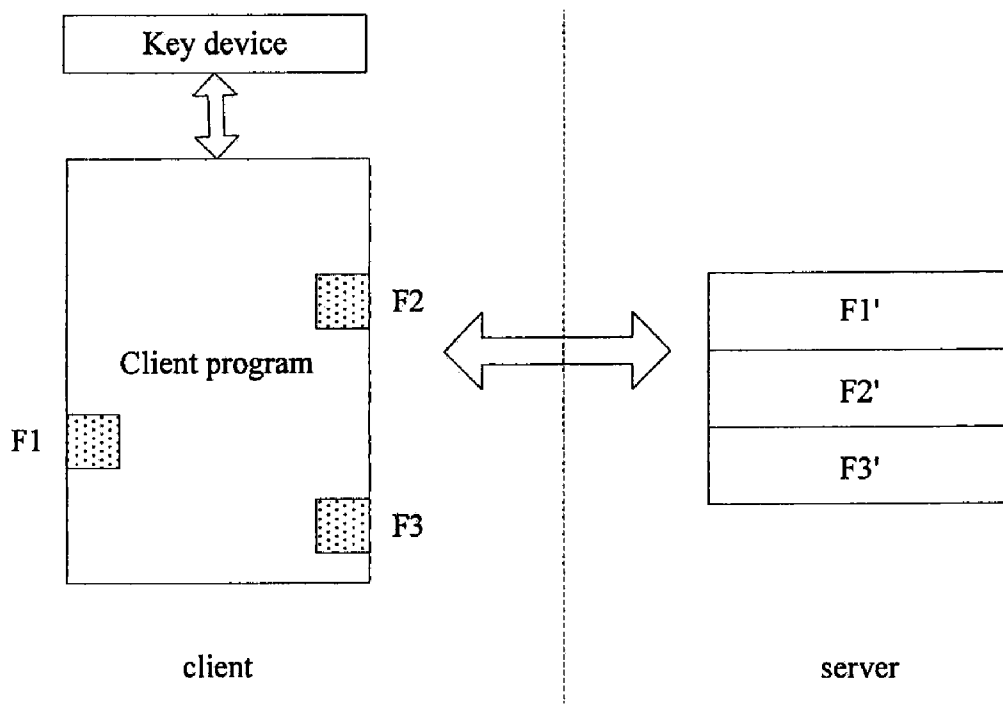 Key device
F2
Client program
F1
F3
F1'
F2'
F3'
client
server